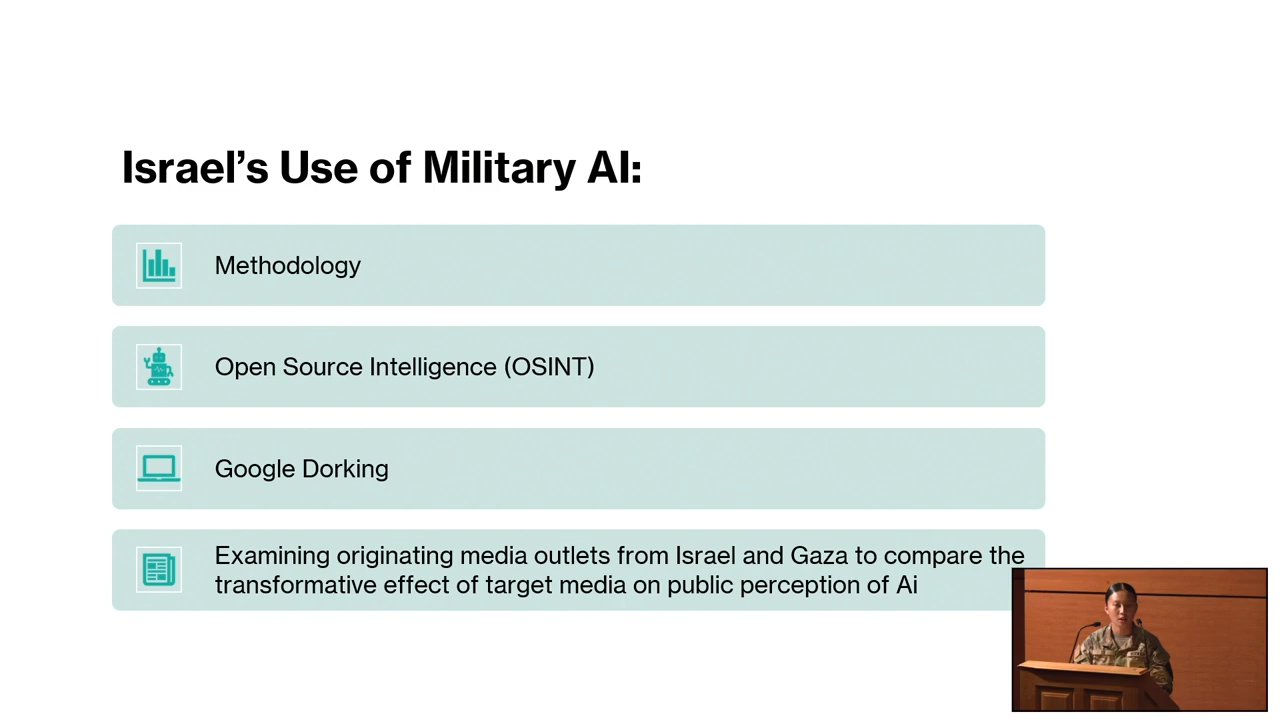 Israel’s Use of Military AI:
Methodology
Open Source Intelligence (OSINT)
Google Dorking
Examining originating media outlets from Israel and Gaza to compare the
transformative effect of target media on public perception of Ai